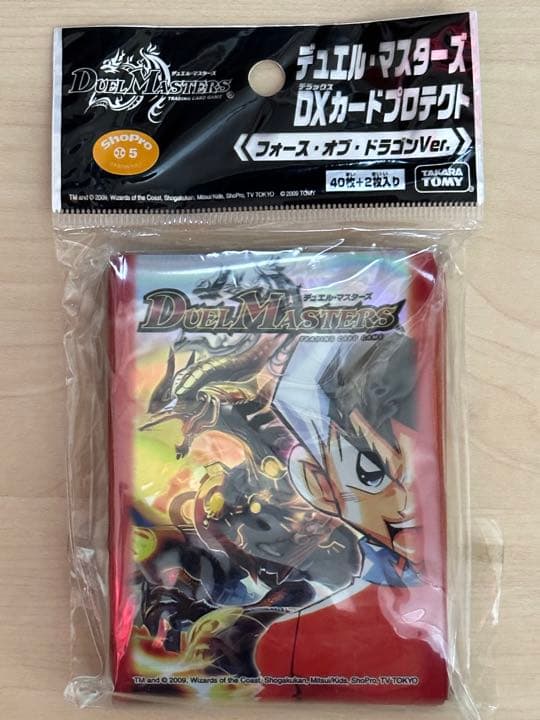 デュエル・マスターズ
DUEL MASTERS®
TRADING CARD GAME
デュエル・マスターズ
デラックス
DXカードプロテクト
《フォース・オブ・ドラゴンVer.》
ShoPro
5
40枚+2枚入り
まい まい い
TAKARA
TOMY
TM and © 2009, Wizards of the Coast, Shogakukan, Mitsui/Kids, ShoPro, TV TOKYO © 2009 TOMY
デュエル・マスターズ
DUEL MASTERS
TRADING CARD GAME
TM and © 2009, Wizards of the Coast, Shogakukan, Mitsui/Kids, ShoPro, TV TOKYO